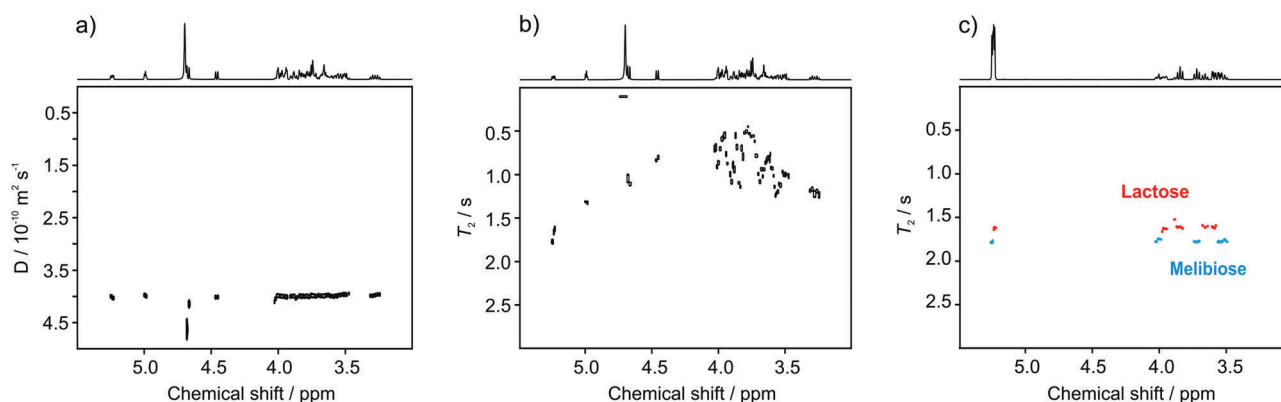 a)
0.5
1.5
2.5
3.5
4.5
D / 10⁻¹⁰ m² s⁻¹
5.0 4.5 4.0 3.5
Chemical shift / ppm
b)
0.5
1.0
1.5
2.0
2.5
T₂ / s
5.0 4.5 4.0 3.5
Chemical shift / ppm
c)
0.5
1.0
1.5
2.0
2.5
T₂ / s
Lactose
Melibiose
5.0 4.5 4.0 3.5
Chemical shift / ppm